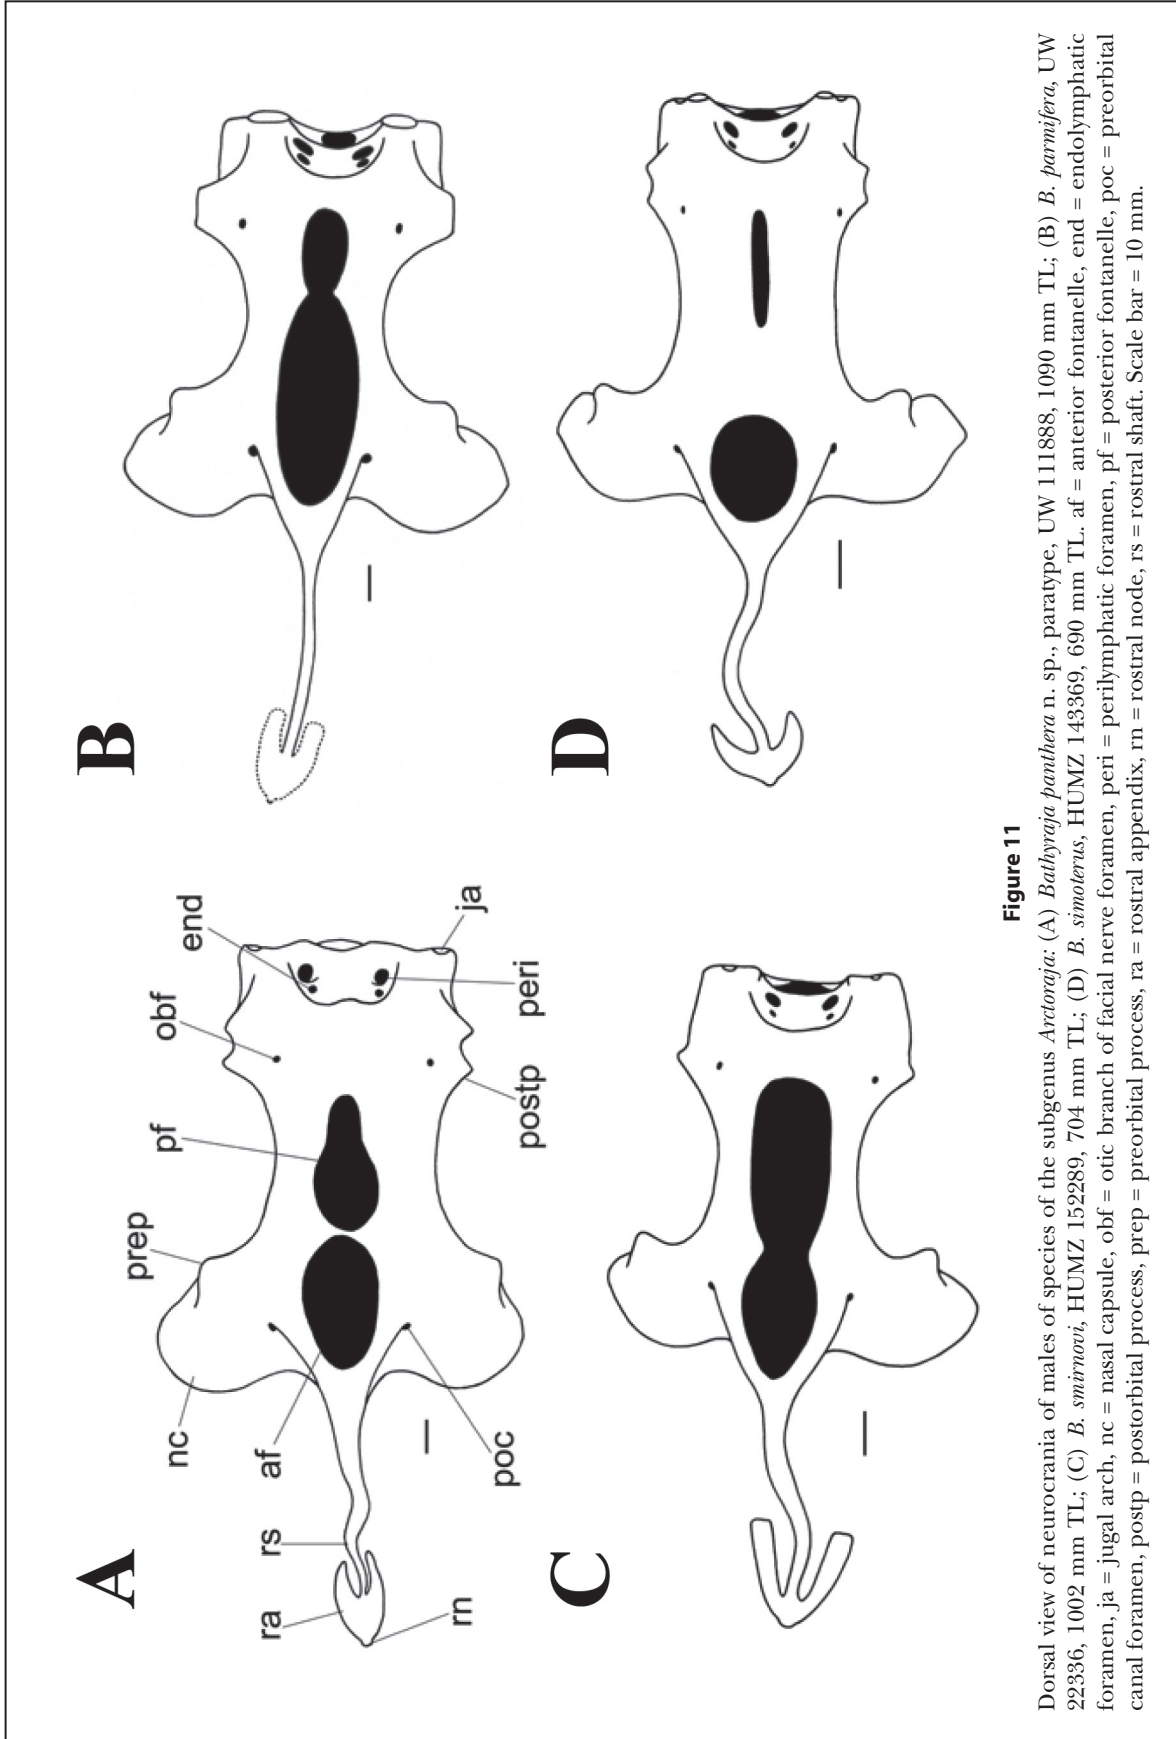 A
B
C
D
prep
pf
obf
end
nc
af
rs
ra
rn
poc
postp
peri
ja
Figure 11
Dorsal view of neurocrania of males of species of the subgenus Arctoraja: (A) Bathyraja panthera n. sp., paratype, UW 111888, 1090 mm TL; (B) B. parmifera, UW
22336, 1002 mm TL; (C) B. smirnovi, HUMZ 152289, 704 mm TL; (D) B. simoterus, HUMZ 143369, 690 mm TL. af = anterior fontanelle, end = endolymphatic
foramen, ja = jugal arch, nc = nasal capsule, obf = otic branch of facial nerve foramen, peri = perilymphatic foramen, pf = posterior fontanelle, poc = preorbital
canal foramen, postp = postorbital process, prep = preorbital process, ra = rostral appendix, rn = rostral node, rs = rostral shaft. Scale bar = 10 mm.